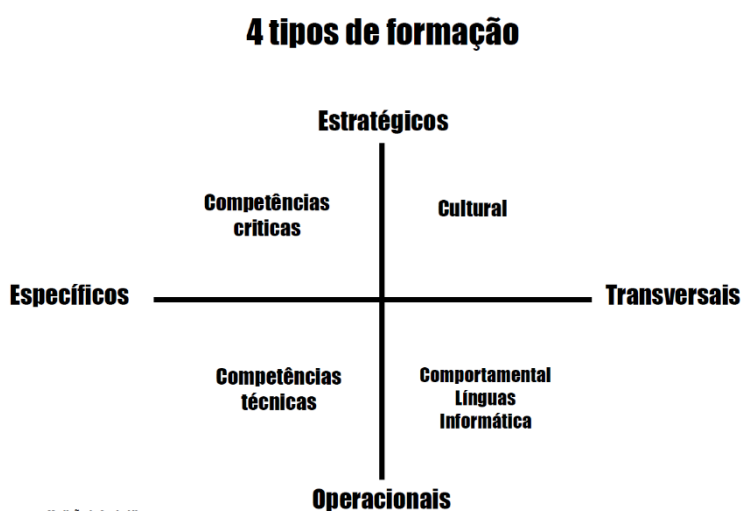 4 tipos de formação
Estratégicos
Competências
criticas
Cultural
Específicos
Transversais
Competências
técnicas
Comportamental
Línguas
Informática
Operacionais